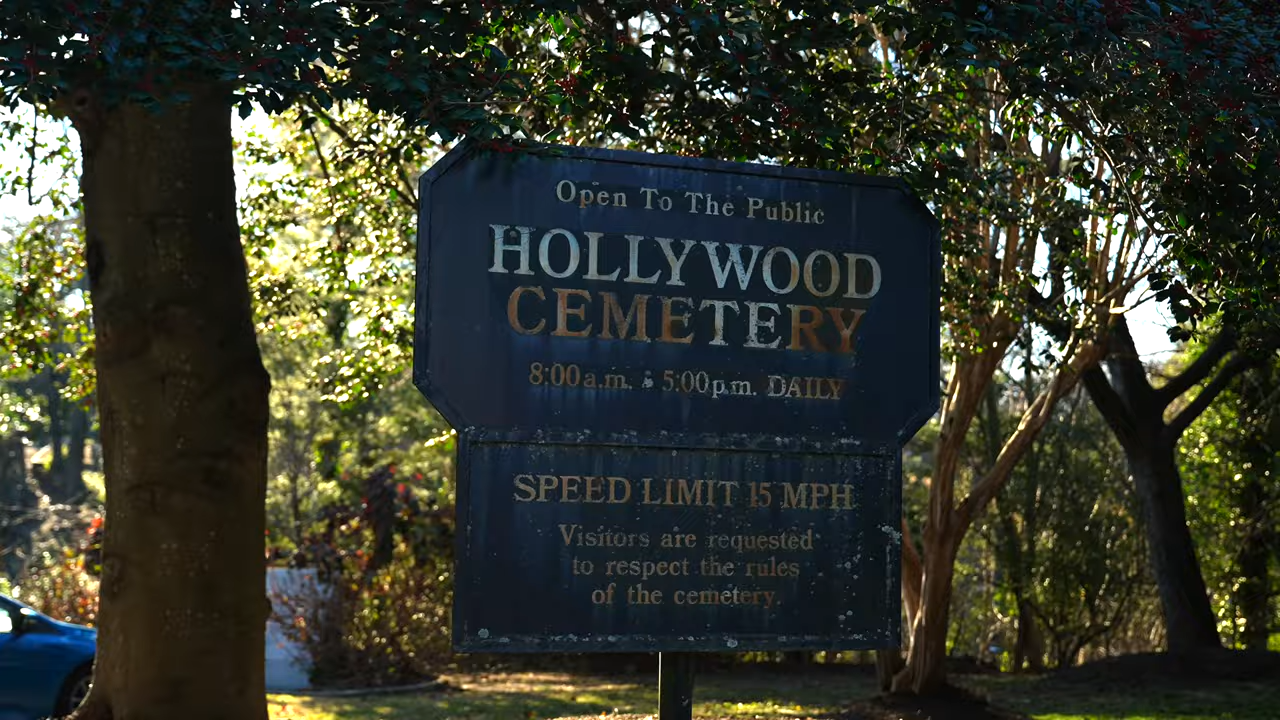 Open To The Public
HOLLYWOOD
CEMETERY
8:00 a.m. & 5:00 p.m. DAILY
SPEED LIMIT 15 MPH
Visitors are requested
to respect the rules
of the cemetery.